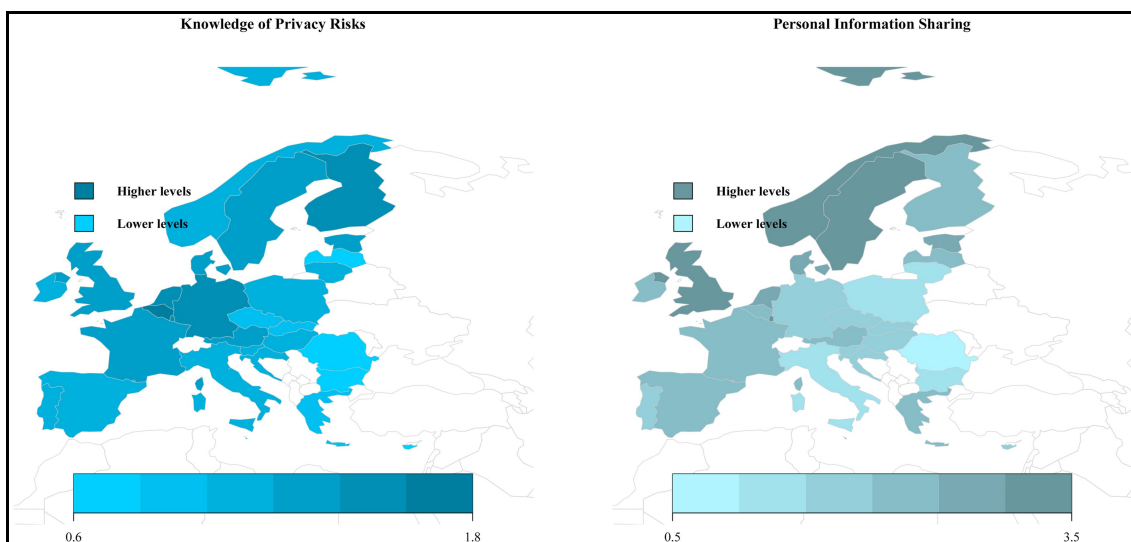 Knowledge of Privacy Risks
Higher levels
Lower levels
0.6
1.8
Personal Information Sharing
Higher levels
Lower levels
0.5
3.5